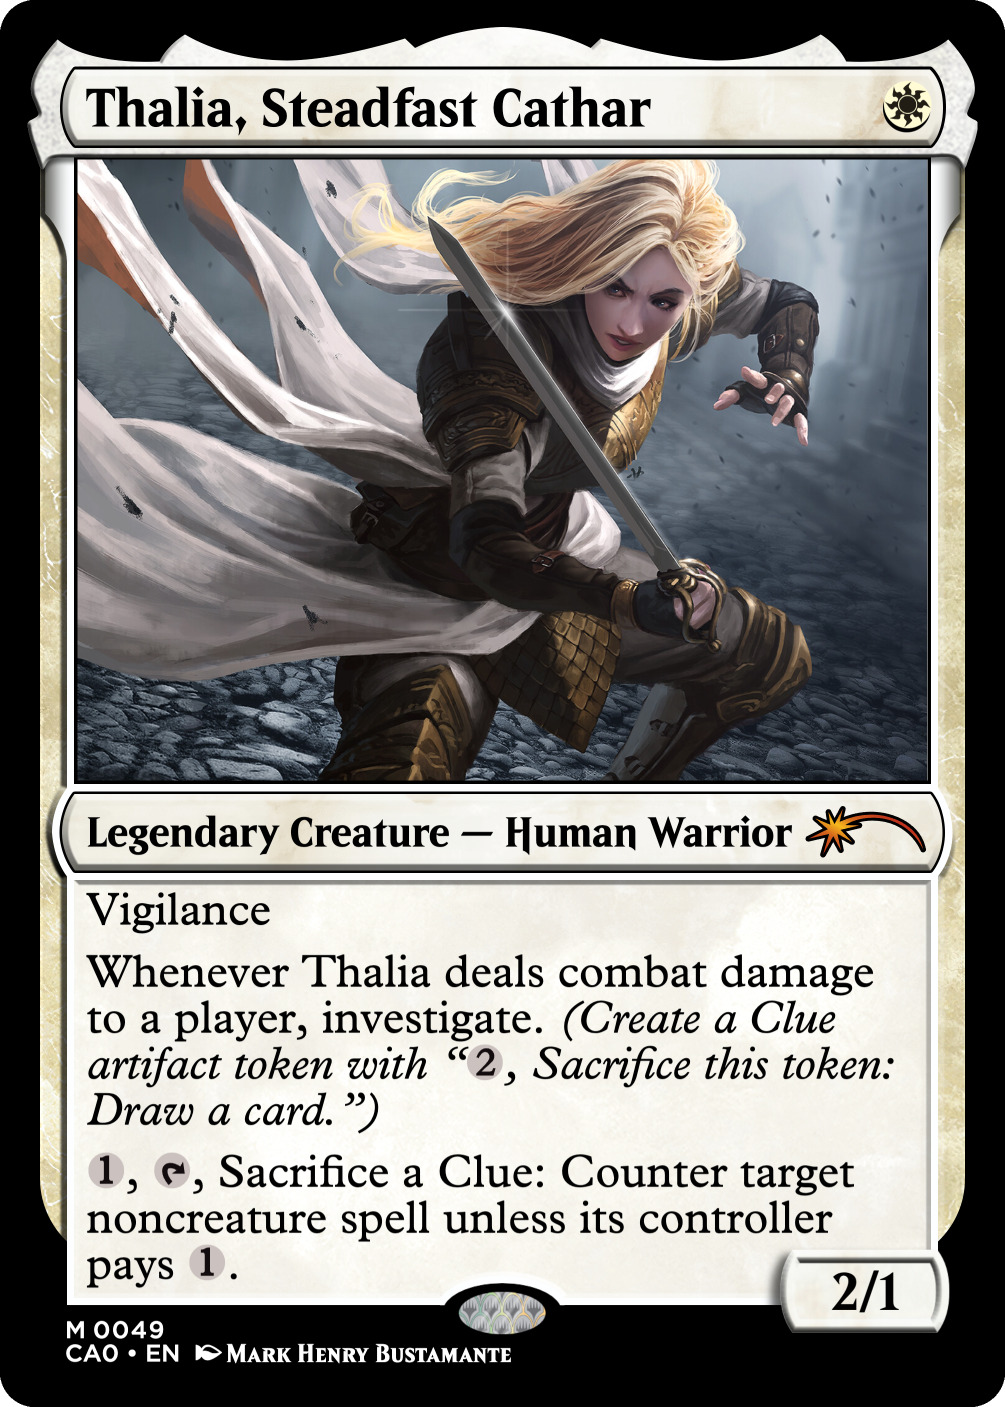 Thalia, Steadfast Cathar
Legendary Creature — Human Warrior
Vigilance
Whenever Thalia deals combat damage
to a player, investigate. (Create a Clue
artifact token with “2, Sacrifice this token:
Draw a card.”)
1, , Sacrifice a Clue: Counter target
noncreature spell unless its controller
pays 1.
2/1
M 0049
CAO • EN MARK HENRY BUSTAMANTE